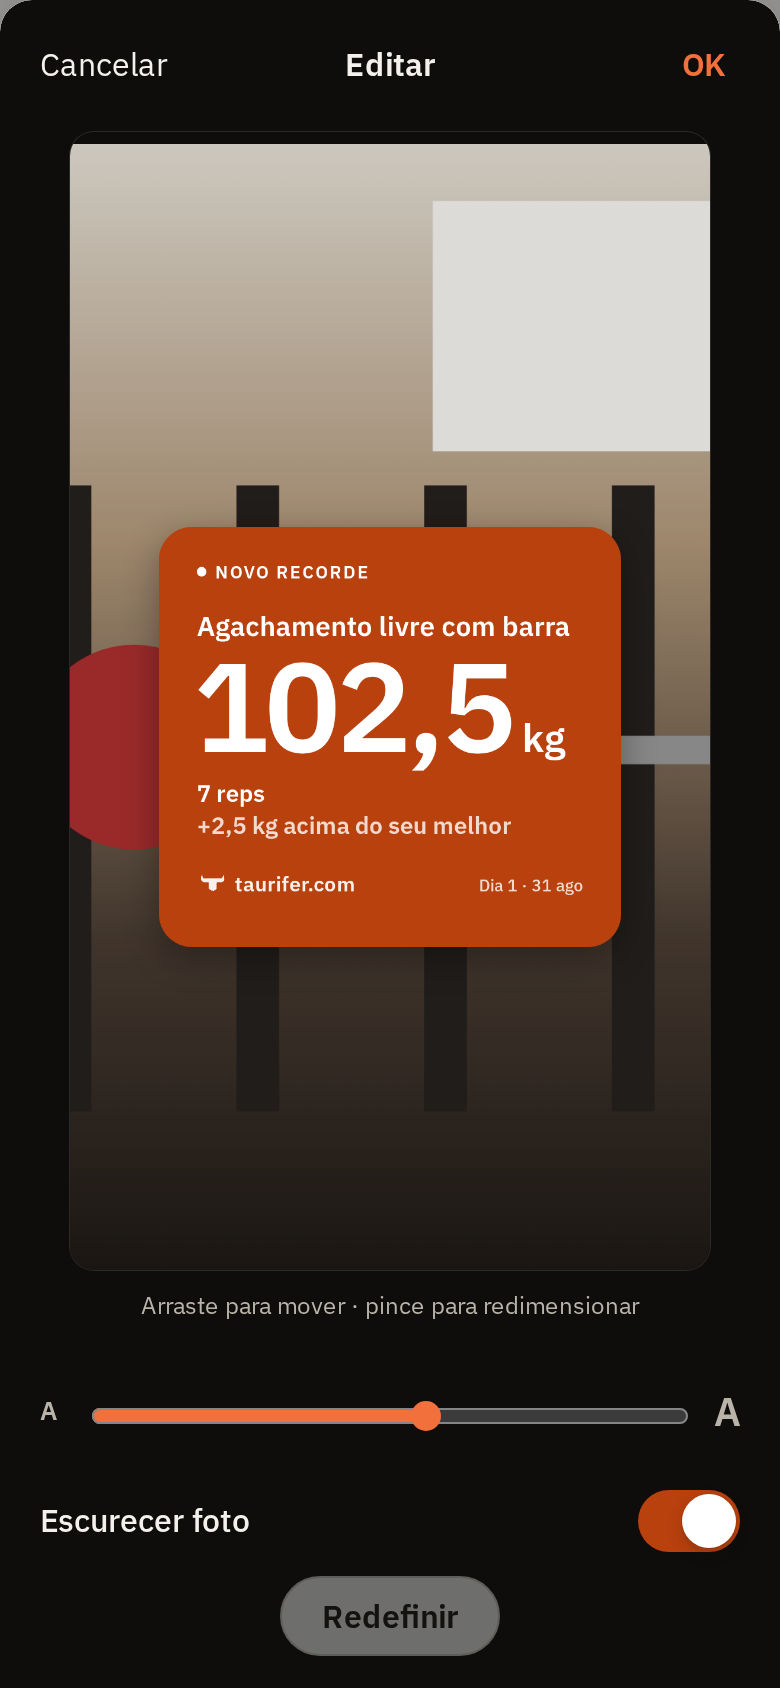 Cancelar
Editar
OK
NOVO RECORDE
Agachamento livre com barra
102,5 kg
7 reps
+2,5 kg acima do seu melhor
taurifer.com
Dia 1 · 31 ago
Arraste para mover · pince para redimensionar
A
A
Escurecer foto
Redefinir